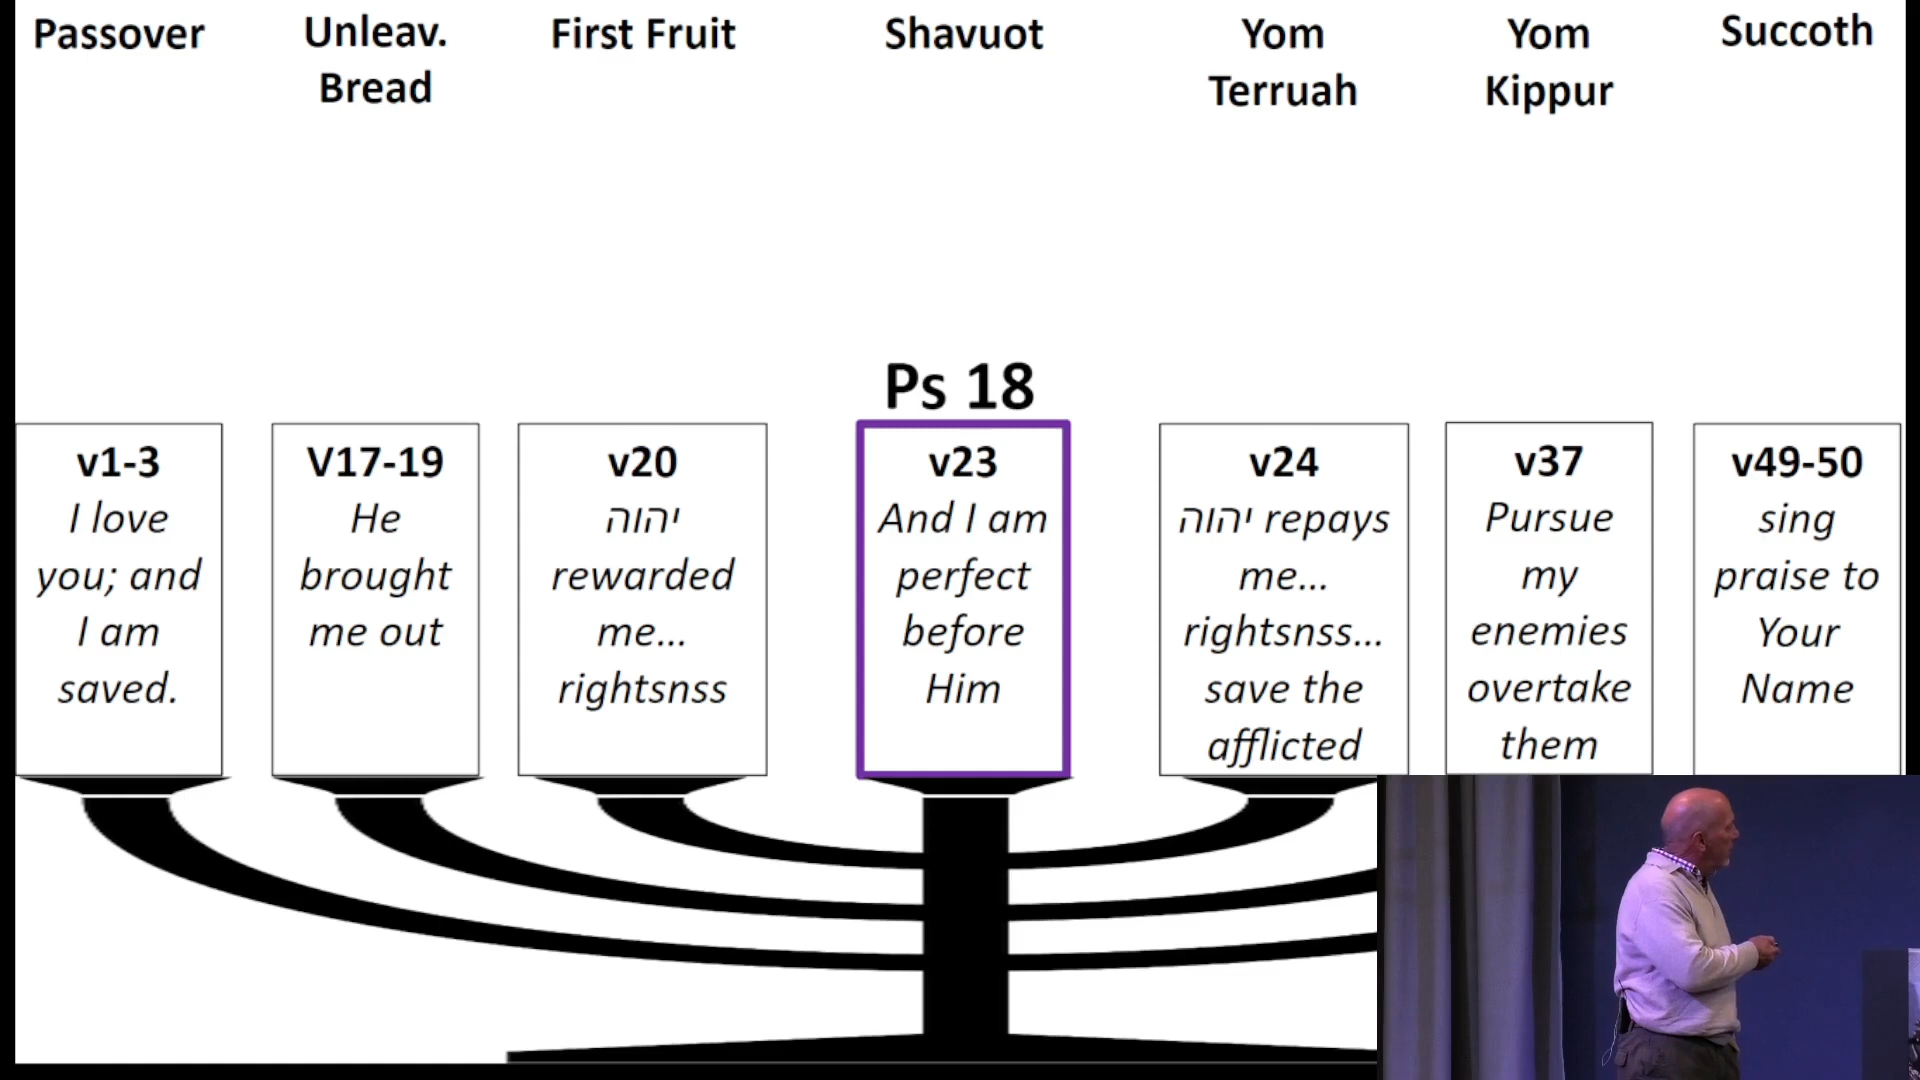 Passover
Unleav.
Bread
First Fruit
Shavuot
Yom
Terruah
Yom
Kippur
Succoth
Ps 18
v1-3
I love
you; and
I am
saved.
V17-19
He
brought
me out
v20
יהוה
rewarded
me...
rightsnss
v23
And I am
perfect
before
Him
v24
יהוה repays
me...
rightsnss...
save the
afflicted
v37
Pursue
my
enemies
overtake
them
v49-50
sing
praise to
Your
Name